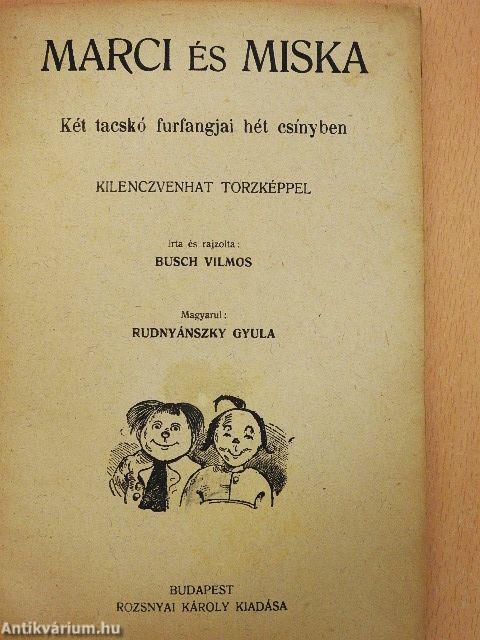 MARCI ÉS MISKA
Két tacskó furfangjai hét csínyben
KILENCZVENHAT TORZKÉPPEL
Irta és rajzolta:
BUSCH VILMOS
Magyarul:
RUDNYÁNSZKY GYULA
BUDAPEST
ROZSNYAI KÁROLY KIADÁSA
Antikvárium.hu